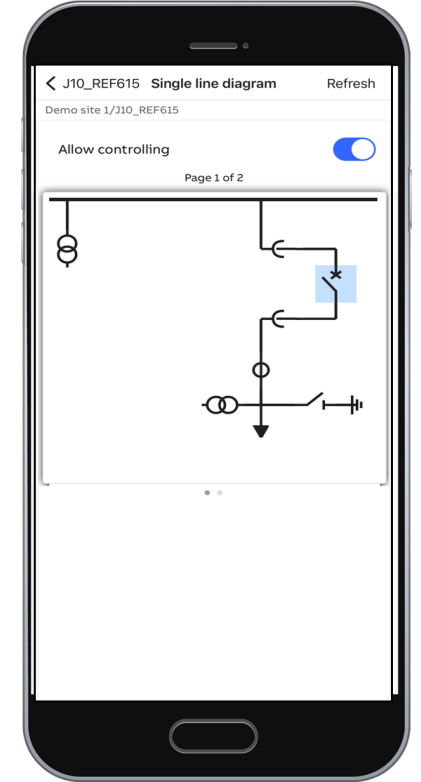 J10_REF615 Single line diagram Refresh
Demo site 1/J10_REF615
Allow controlling
Page 1 of 2